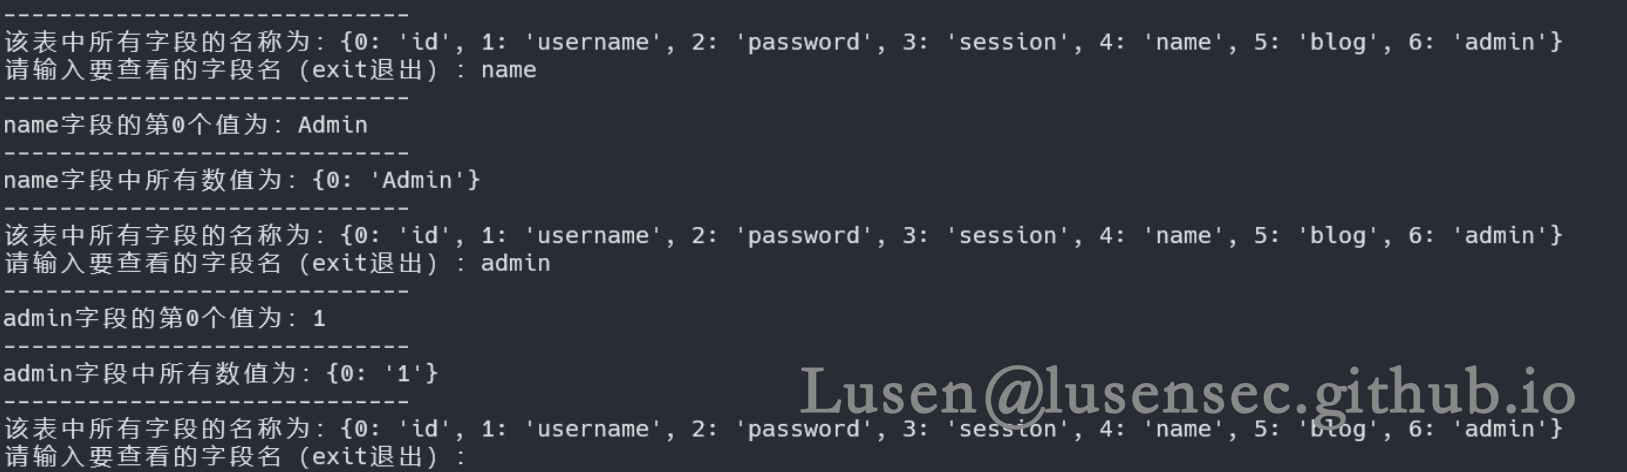 ------------------------------
该表中所有字段的名称为：{0: 'id', 1: 'username', 2: 'password', 3: 'session', 4: 'name', 5: 'blog', 6: 'admin'}
请输入要查看的字段名（exit退出）：name
------------------------------
name字段的第0个值为：Admin
------------------------------
name字段中所有数值为：{0: 'Admin'}
------------------------------
该表中所有字段的名称为：{0: 'id', 1: 'username', 2: 'password', 3: 'session', 4: 'name', 5: 'blog', 6: 'admin'}
请输入要查看的字段名（exit退出）：admin
------------------------------
admin字段的第0个值为：1
------------------------------
admin字段中所有数值为：{0: '1'}
------------------------------
Lusen@lusensec.github.io
该表中所有字段的名称为：{0: 'id', 1: 'username', 2: 'password', 3: 'session', 4: 'name', 5: 'blog', 6: 'admin'}
请输入要查看的字段名（exit退出）：